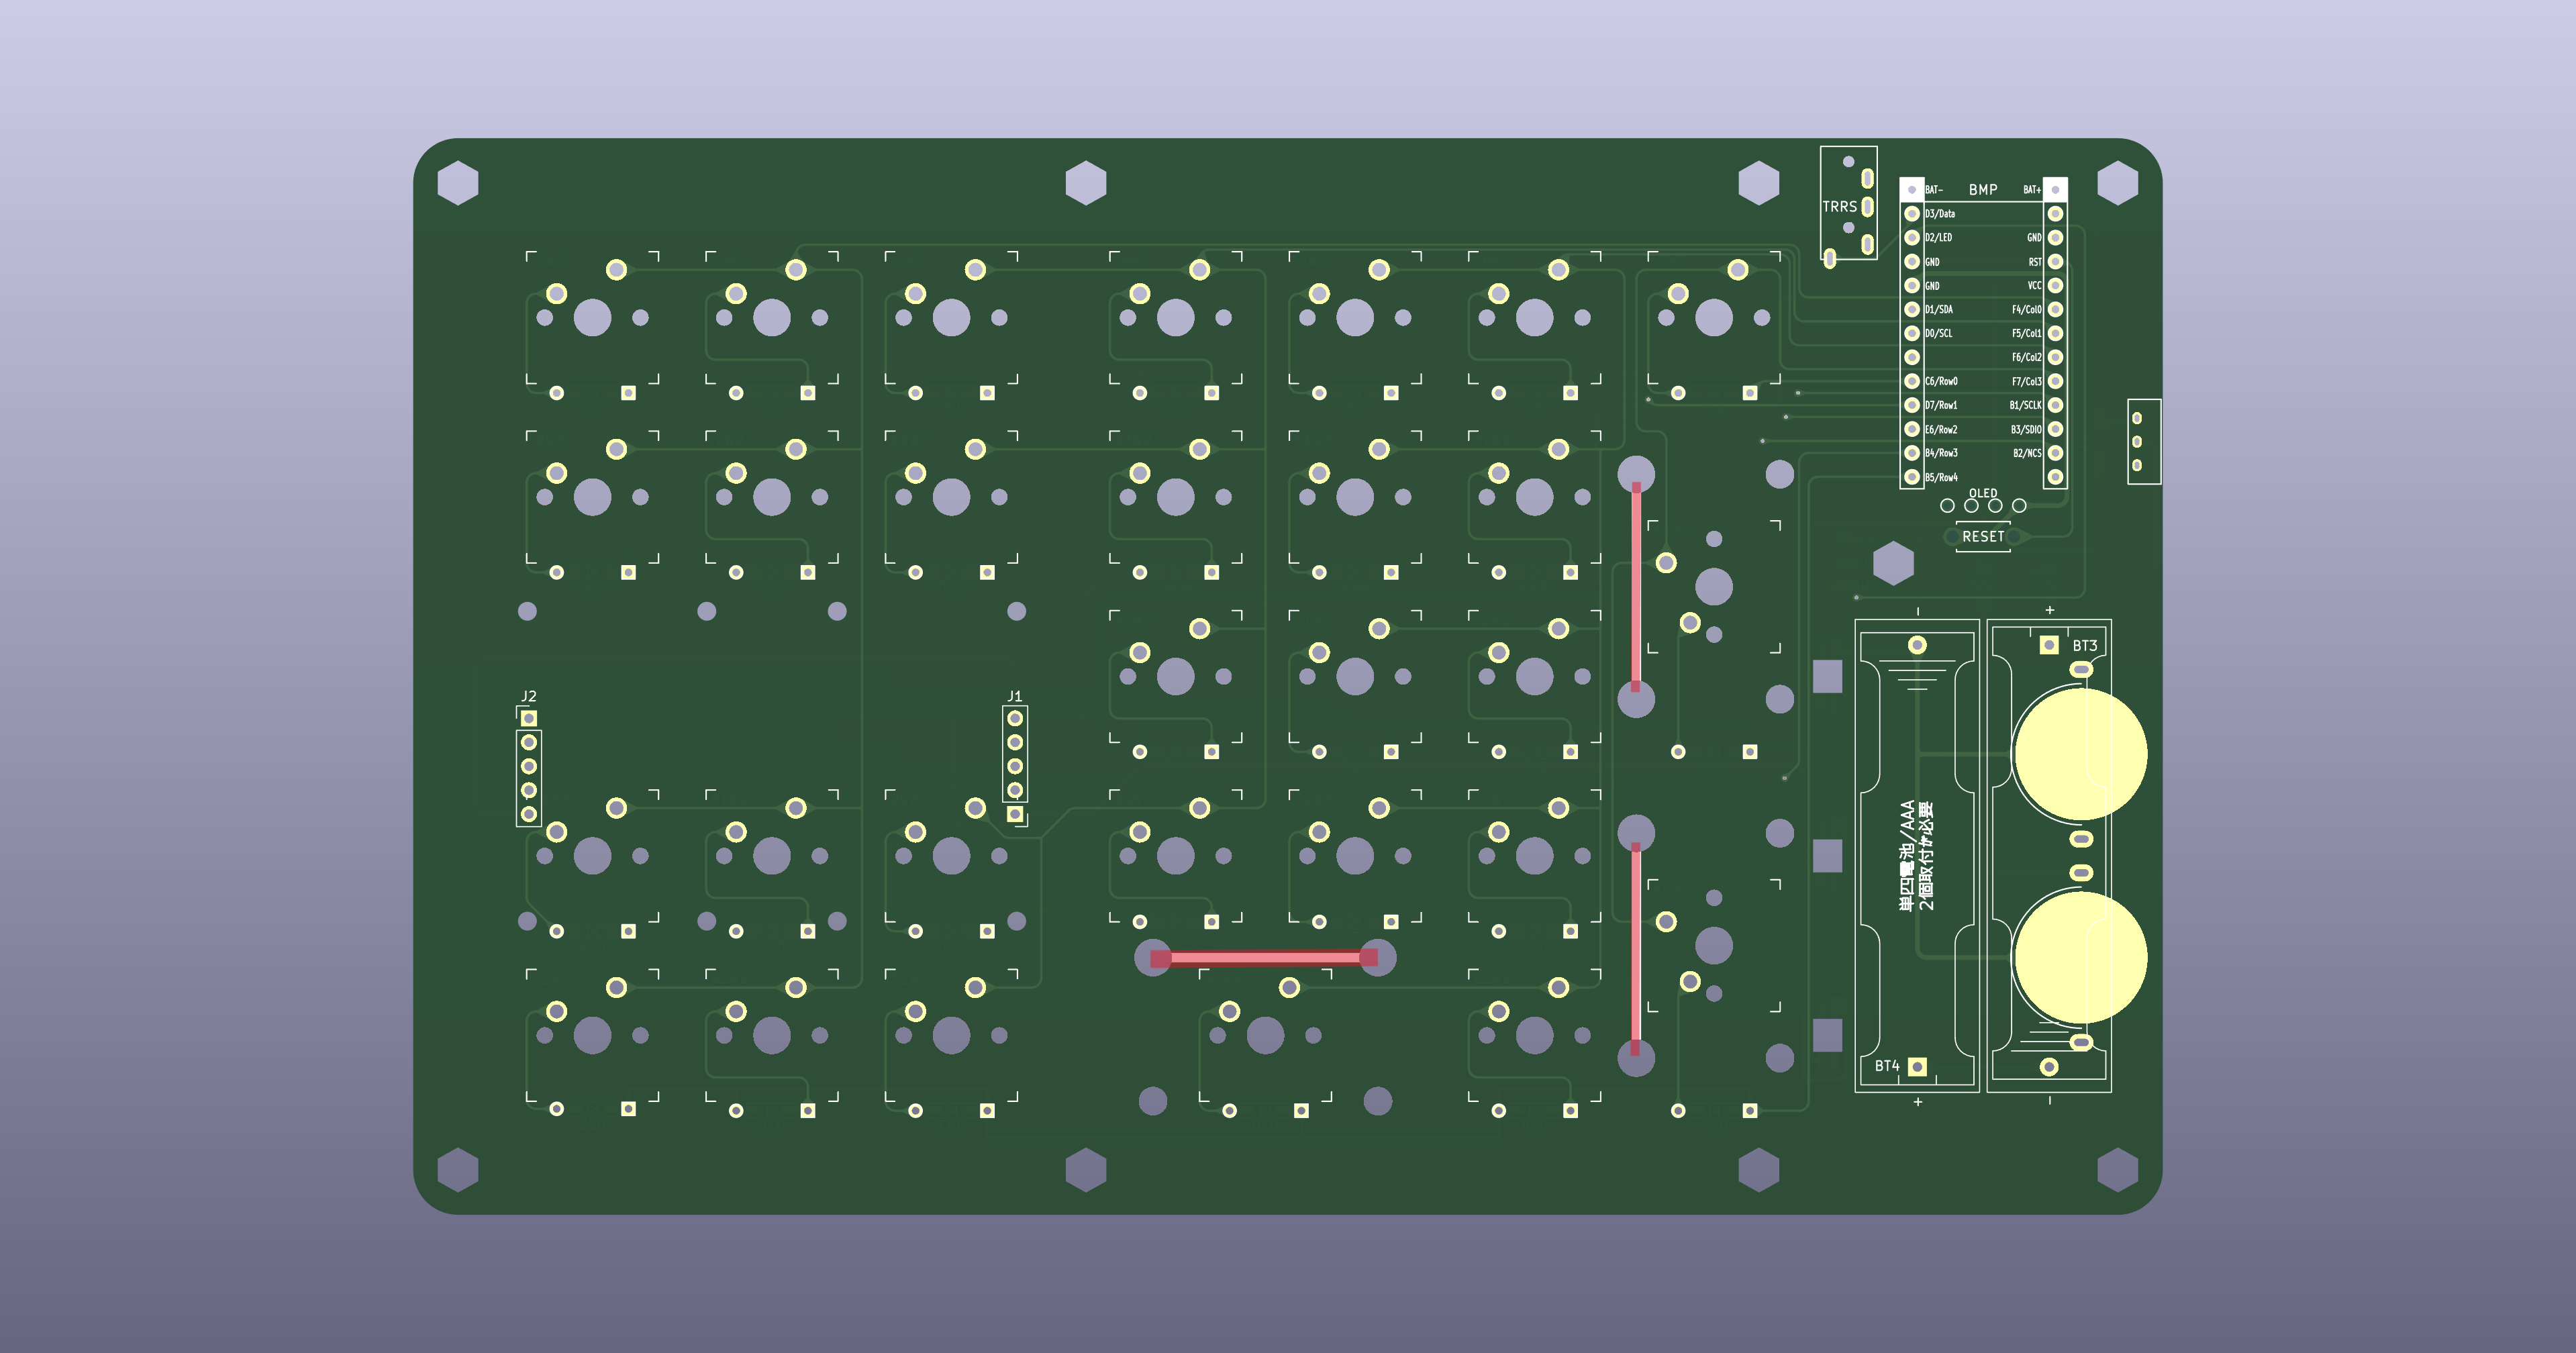 TRRS
BMP
BAT-
BAT+
D3/Data
D2/LED
GND
GND
RST
GND
VCC
D1/SDA
F4/Col0
D0/SCL
F5/Col1
F6/Col2
C6/Row0
F7/Col3
D7/Row1
B1/SCLK
E6/Row2
B3/SDIO
B4/Row3
B2/NCS
B5/Row4
OLED
RESET
-
+
BT3
J2
J1
単四電池/AAA
2個取付が必要
BT4
+
-